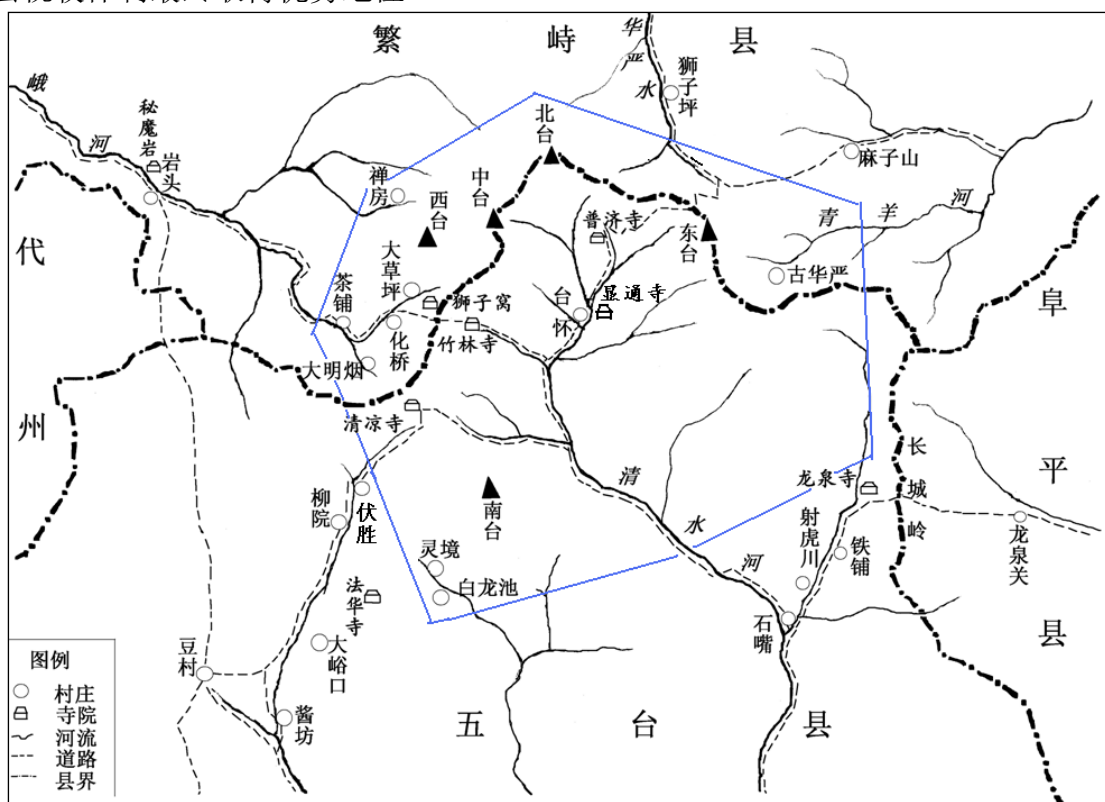 繁峙县
华严水
狮子坪
北台
峨河
秘魔岩
岩头
麻子山
禅房
西台
中台
普济寺
东台
青羊河
代州
大草坪
古华严
茶铺
狮子窝
台怀
显通寺
阜平县
化桥
竹林寺
大明烟
清凉寺
长城岭
清水河
龙泉寺
南台
柳院
伏胜
射虎川
铁铺
龙泉关
灵境
白龙池
法华寺
石嘴
大峪口
豆村
酱坊
五台县
图例
村庄
寺院
河流
道路
县界